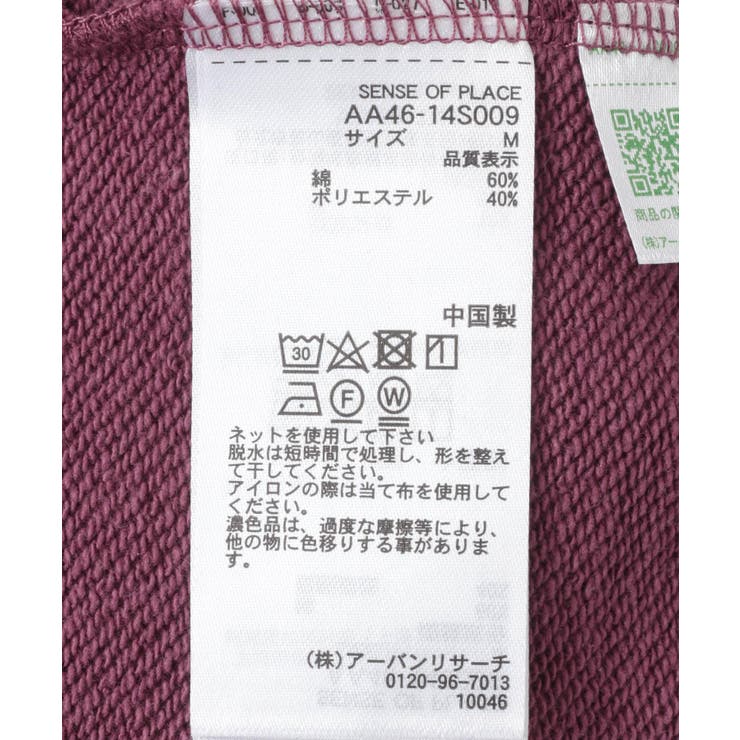 SENSE OF PLACE
AA46-14S009
サイズ M
品質表示
綿 60%
ポリエステル 40%
中国製
30
F W
ネットを使用して下さい
脱水は短時間で処理し、形を整え
て干してください。
アイロンの際は当て布を使用して
ください。
濃色品は、過度な摩擦等により、
他の物に色移りする事がありま
す。
(株)アーバンリサーチ
0120-96-7013
10046
商品の
(株)アー